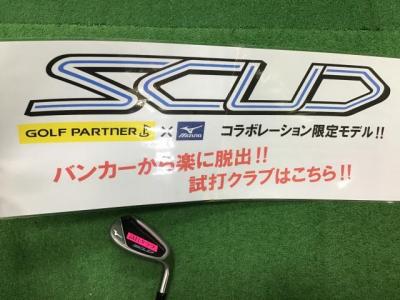 SCUD
GOLF PARTNER × MIZUNO コラボレーション限定モデル!!
バンカーから楽に脱出!!
試打クラブはこちら!!
SCUD